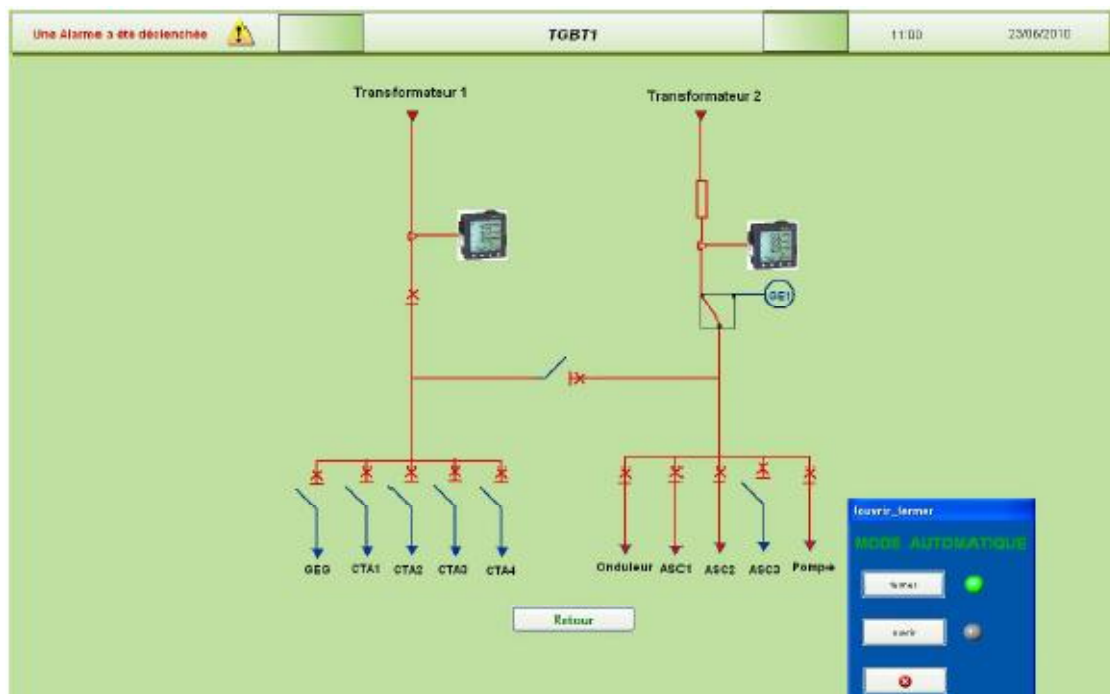 Une Alarme a été déclenchée
TGBT1
11:00
23/06/2010
Transformateur 1
Transformateur 2
GE1
GEG CTA1 CTA2 CTA3 CTA4
Onduleur ASC1 ASC2 ASC3 Pompe
Retour
fouvrir_fermer
MODE AUTOMATIQUE
fermer
ouvrir